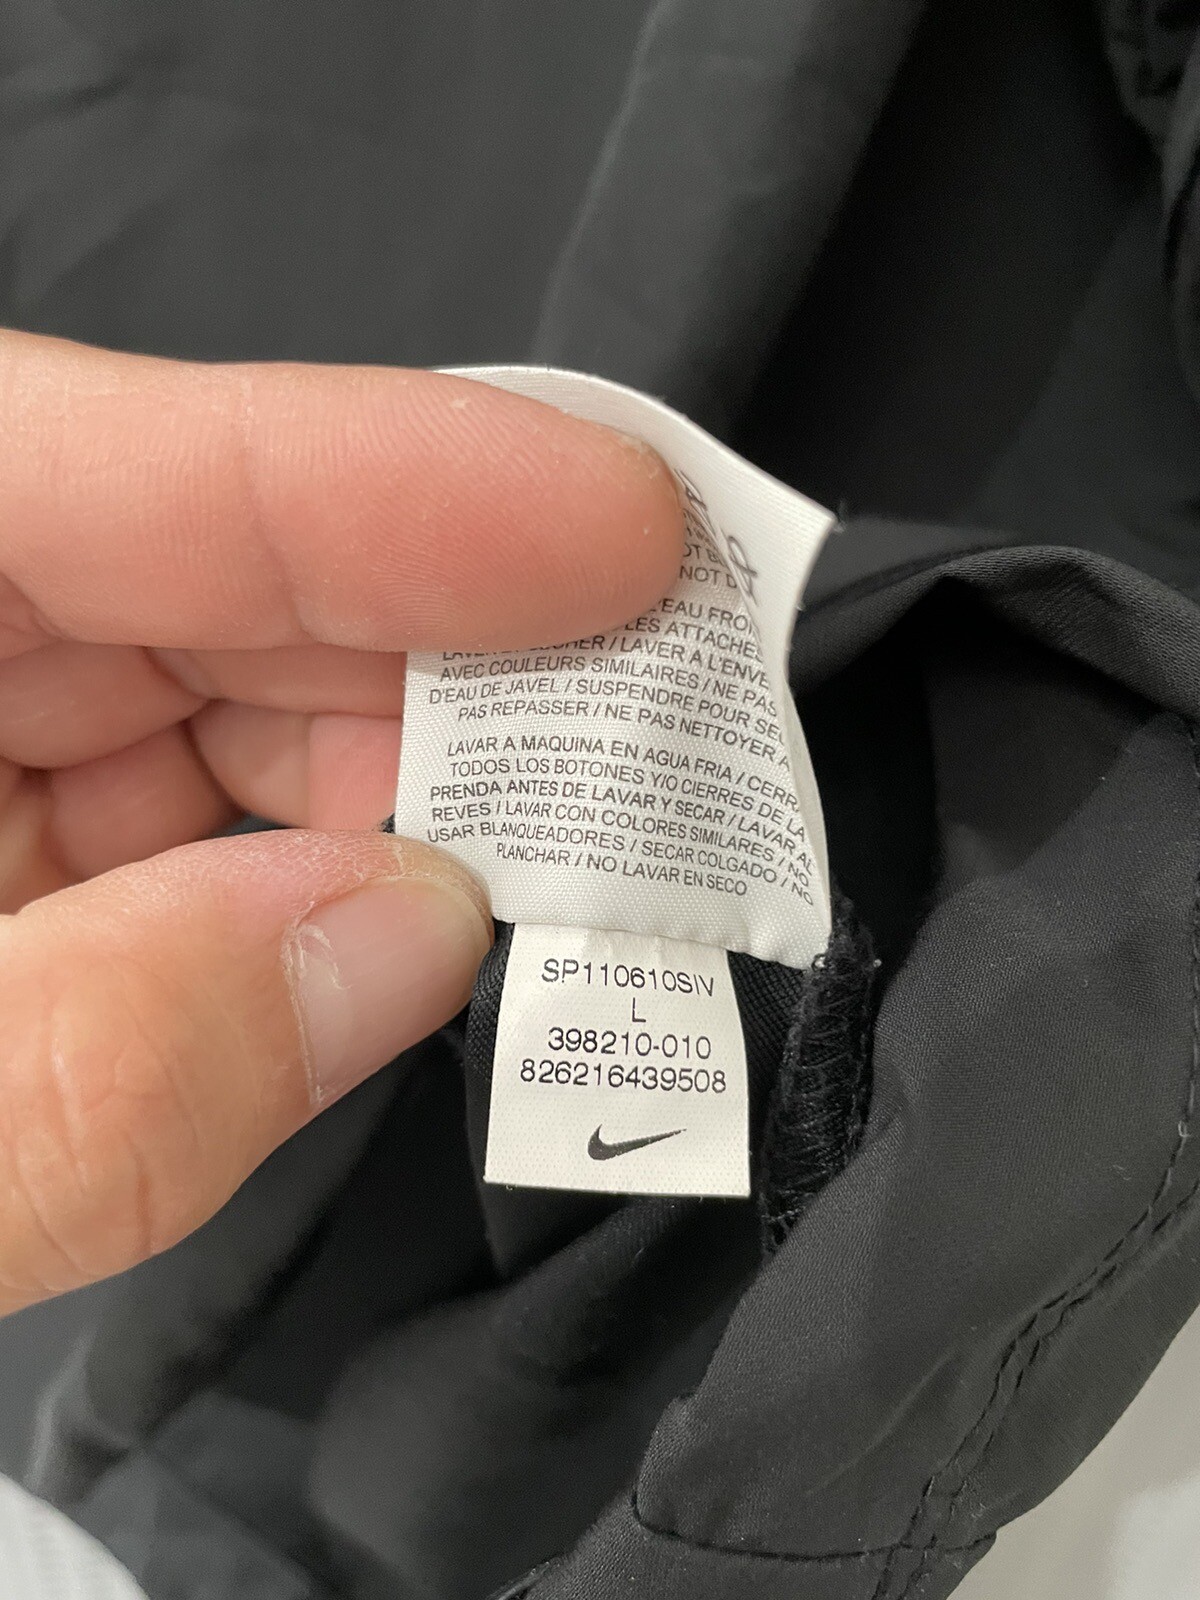 NOT D
L'EAU FROI
LES ATTACHES
/ LAVER A L'ENVE
AVEC COULEURS SIMILAIRES / NE PAS
D'EAU DE JAVEL / SUSPENDRE POUR SE
PAS REPASSER / NE PAS NETTOYER A
LAVAR A MAQUINA EN AGUA FRIA / CERR
TODOS LOS BOTONES Y/O CIERRES DE LA
PRENDA ANTES DE LAVAR Y SECAR / LAVAR AL
REVES / LAVAR CON COLORES SIMILARES / NO
USAR BLANQUEADORES / SECAR COLGADO / NO
PLANCHAR / NO LAVAR EN SECO
SP110610SIV
L
398210-010
826216439508